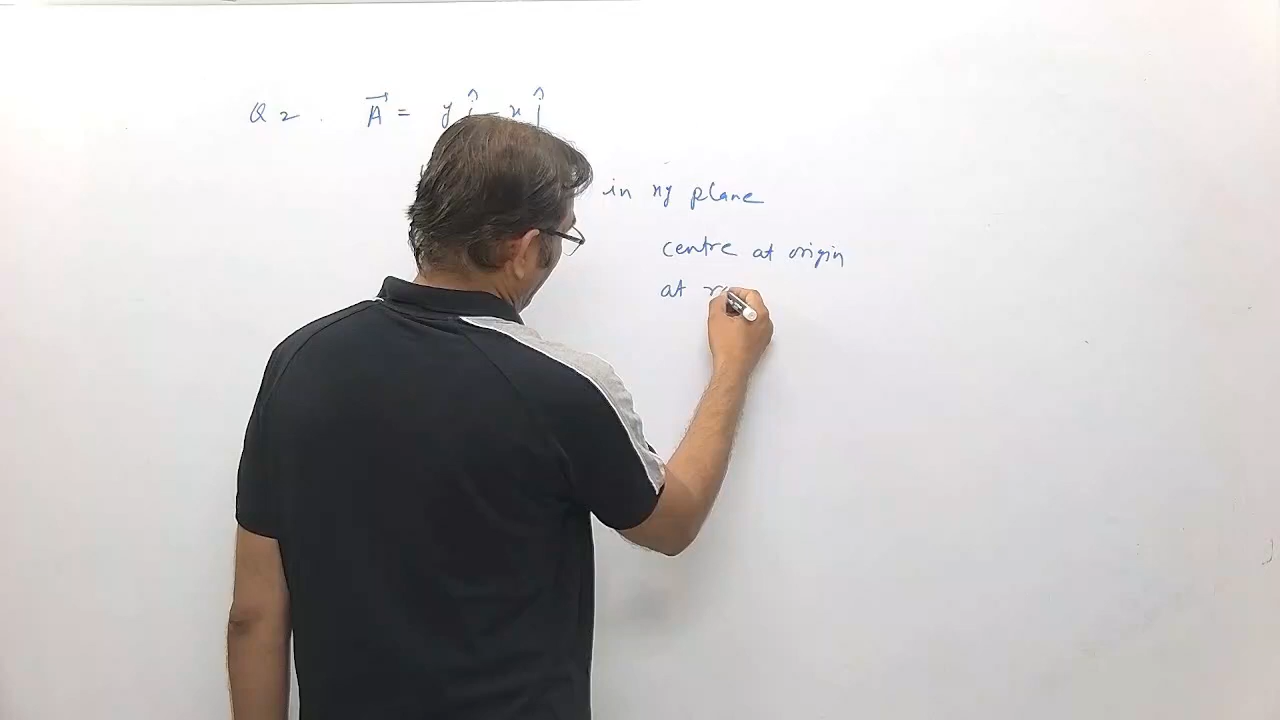 Q 2 . A⃗ = y î - x ĵ
in xy plane
centre at origin
at